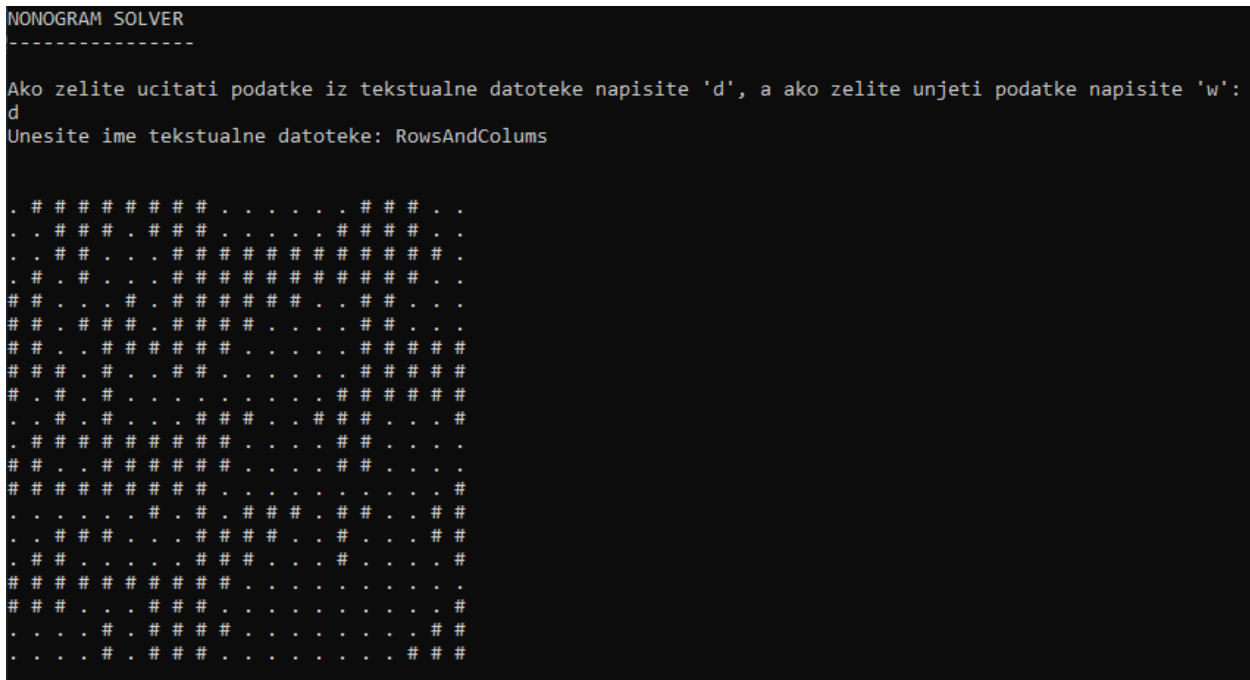 NONOGRAM SOLVER
----------------
Ako zelite ucitati podatke iz tekstualne datoteke napisite 'd', a ako zelite unjeti podatke napisite 'w':
d
Unesite ime tekstualne datoteke: RowsAndColums
. # # # # # # # # . . . . . . # # # . .
. . # # # . # # # . . . . . # # # # . .
. . # # . . . # # # # # # # # # # # # .
. # . # . . . # # # # # # # # # # # . .
# # . . . # . # # # # # # . . # # . . .
# # . # # # . # # # # . . . . # # . . .
# # . . # # # # # # . . . . . # # # # #
# # # . # . . # # . . . . . . # # # # #
# . # . # . . . . . . . . . # # # # # #
. . # . # . . . # # # . . # # # . . . #
. # # # # # # # # # . . . . # # . . . .
# # . . # # # # # # . . . . # # . . . .
# # # # # # # # # . . . . . . . . . . #
. . . . . . # . # . # # # . # # . . # #
. . # # # . . . # # # # . . # . . . # #
. # # . . . . . # # # . . . # . . . . #
# # # # # # # # # # . . . . . . . . . .
# # # . . . # # # . . . . . . . . . . #
. . . . # . # # # # . . . . . . . . # #
. . . . # . # # # . . . . . . . . # # #